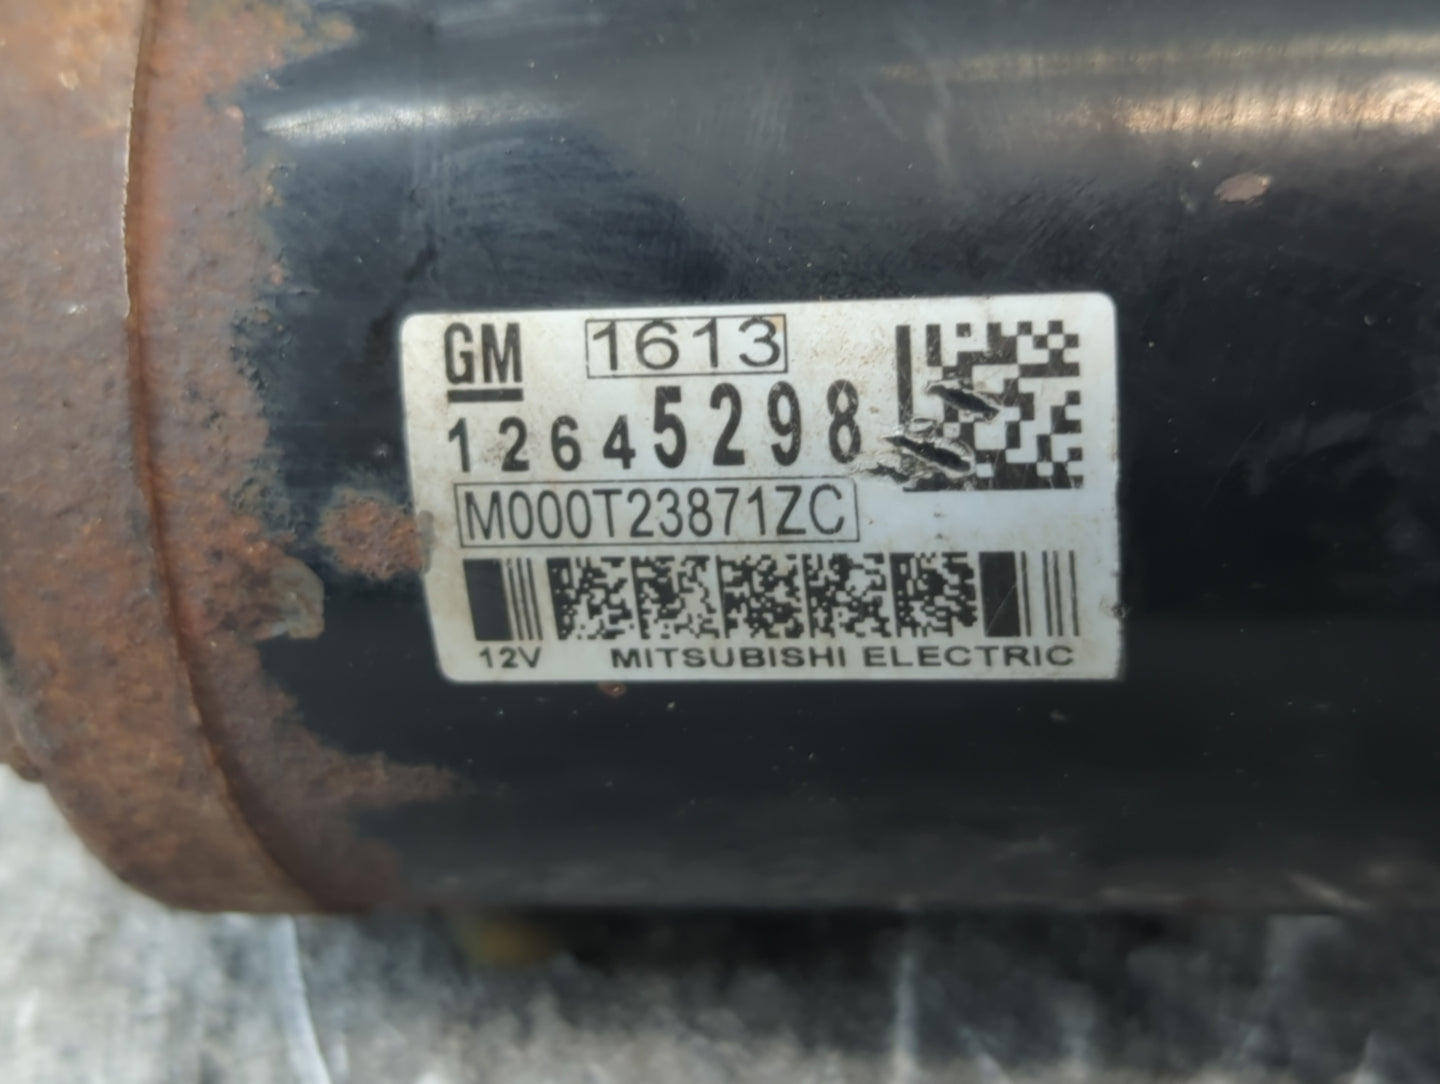 GM 1613
12645298
M000T23871ZC
12V MITSUBISHI ELECTRIC